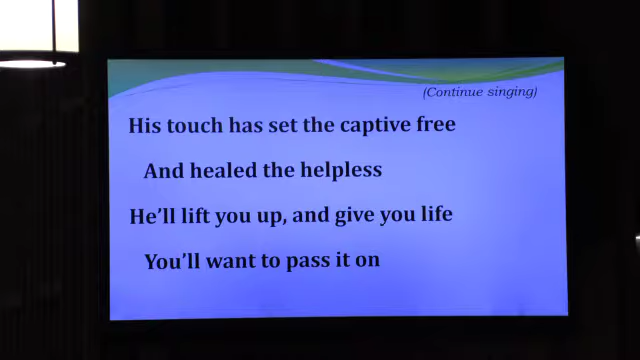 (Continue singing)
His touch has set the captive free
And healed the helpless
He'll lift you up, and give you life
You'll want to pass it on